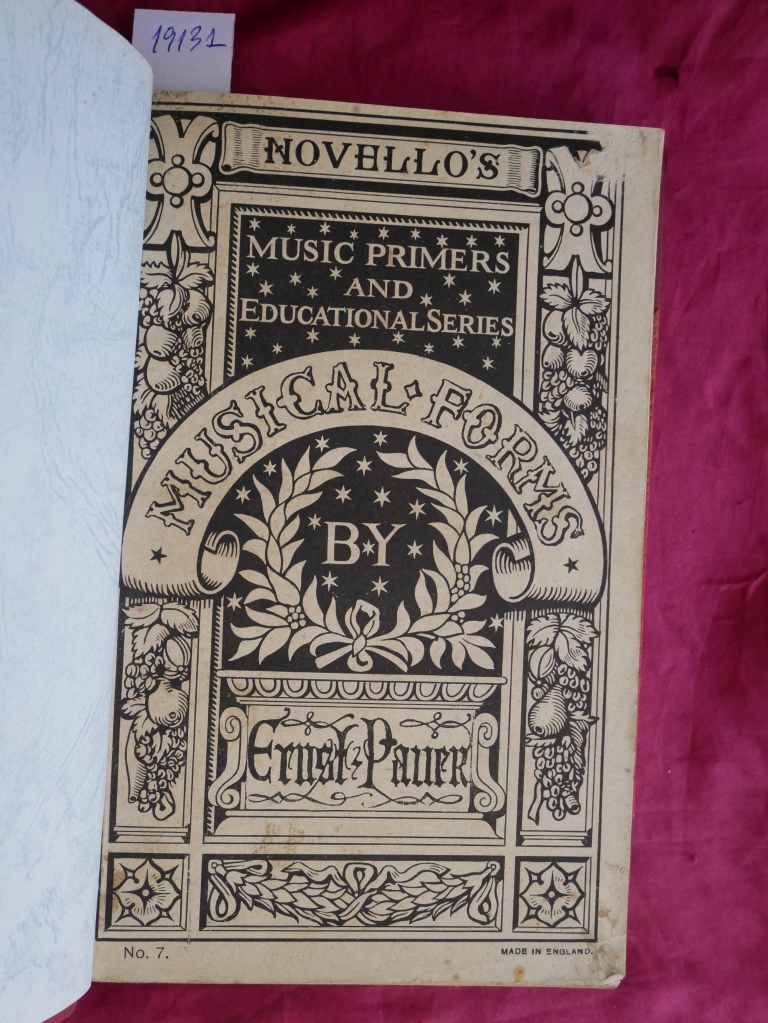 19131
NOVELLO'S
MUSIC PRIMERS
AND
EDUCATIONAL SERIES
MUSICAL · FORMS
BY
Ernst Pauer
No. 7.
MADE IN ENGLAND.